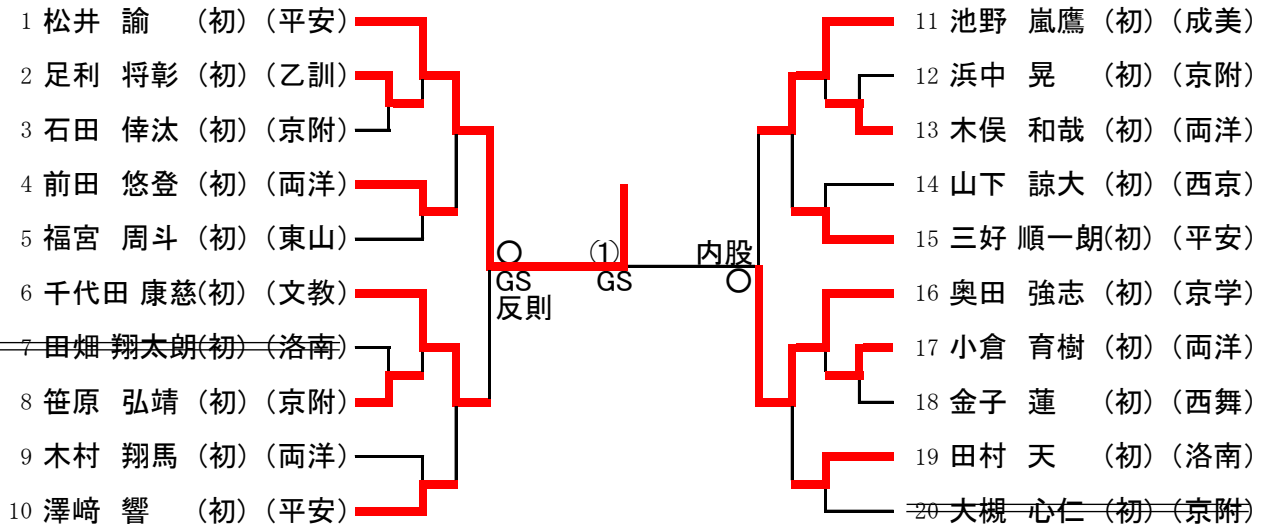 1 松井 諭 (初) (平安)
2 足利 将彰 (初) (乙訓)
3 石田 倖汰 (初) (京附)
4 前田 悠登 (初) (両洋)
5 福宮 周斗 (初) (東山)
6 千代田 康慈(初) (文教)
7 田畑 翔太朗(初) (洛南)
8 笹原 弘靖 (初) (京附)
9 木村 翔馬 (初) (両洋)
10 澤﨑 響 (初) (平安)
○ ① 内股
GS GS ○
反則
11 池野 嵐鷹 (初) (成美)
12 浜中 晃 (初) (京附)
13 木俣 和哉 (初) (両洋)
14 山下 諒大 (初) (西京)
15 三好 順一朗(初) (平安)
16 奥田 強志 (初) (京学)
17 小倉 育樹 (初) (両洋)
18 金子 蓮 (初) (西舞)
19 田村 天 (初) (洛南)
20 大槻 心仁 (初) (京附)